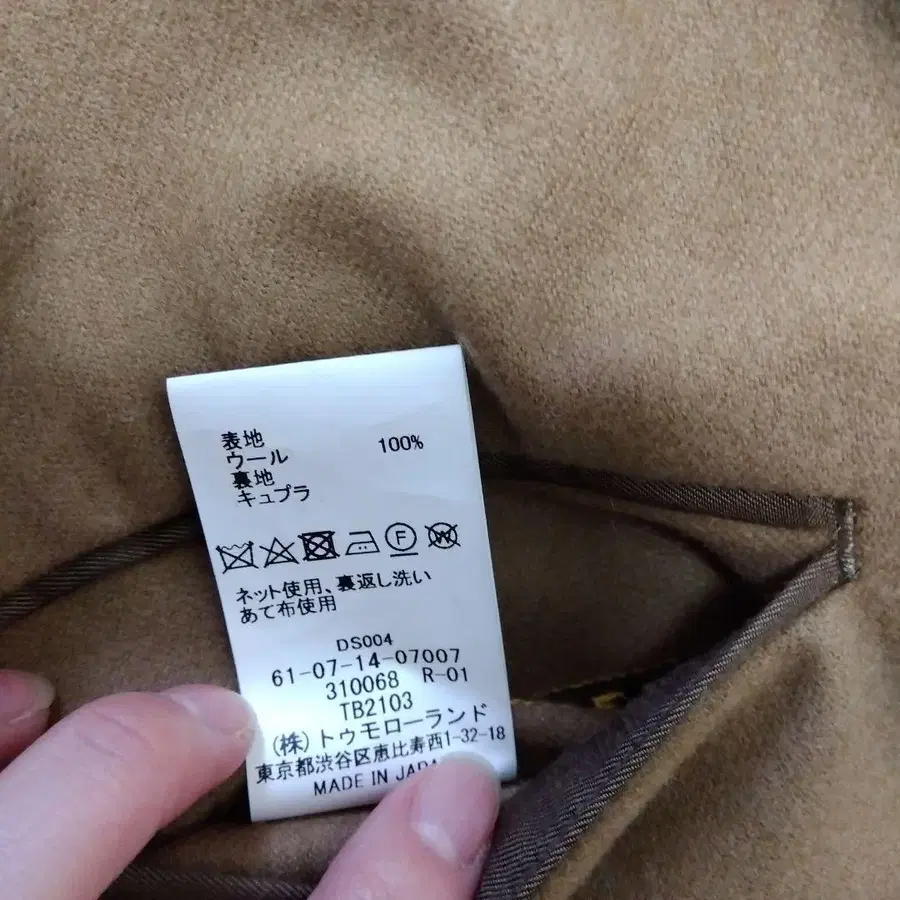 表地
ウール 100%
裏地
キュプラ
F W
ネット使用、裏返し洗い
あて布使用
DS004
61-07-14-07007
310068 R-01
TB2103
(株)トゥモローランド
東京都渋谷区恵比寿西1-32-18
MADE IN JAPA